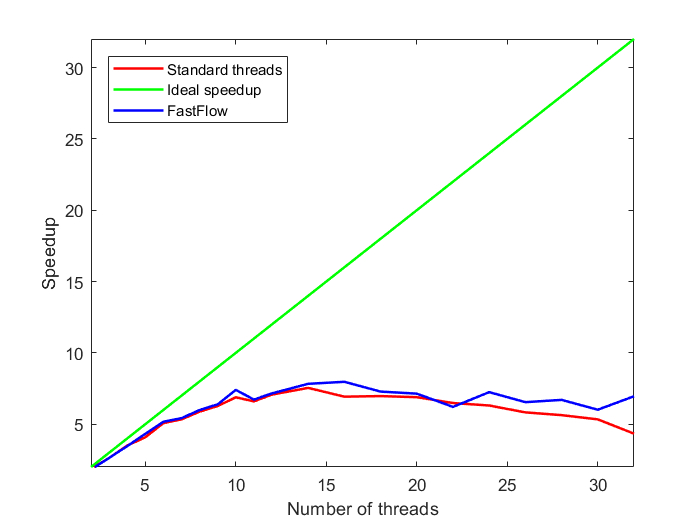 Standard threads
Ideal speedup
FastFlow
Speedup
30
25
20
15
10
5
5 10 15 20 25 30
Number of threads